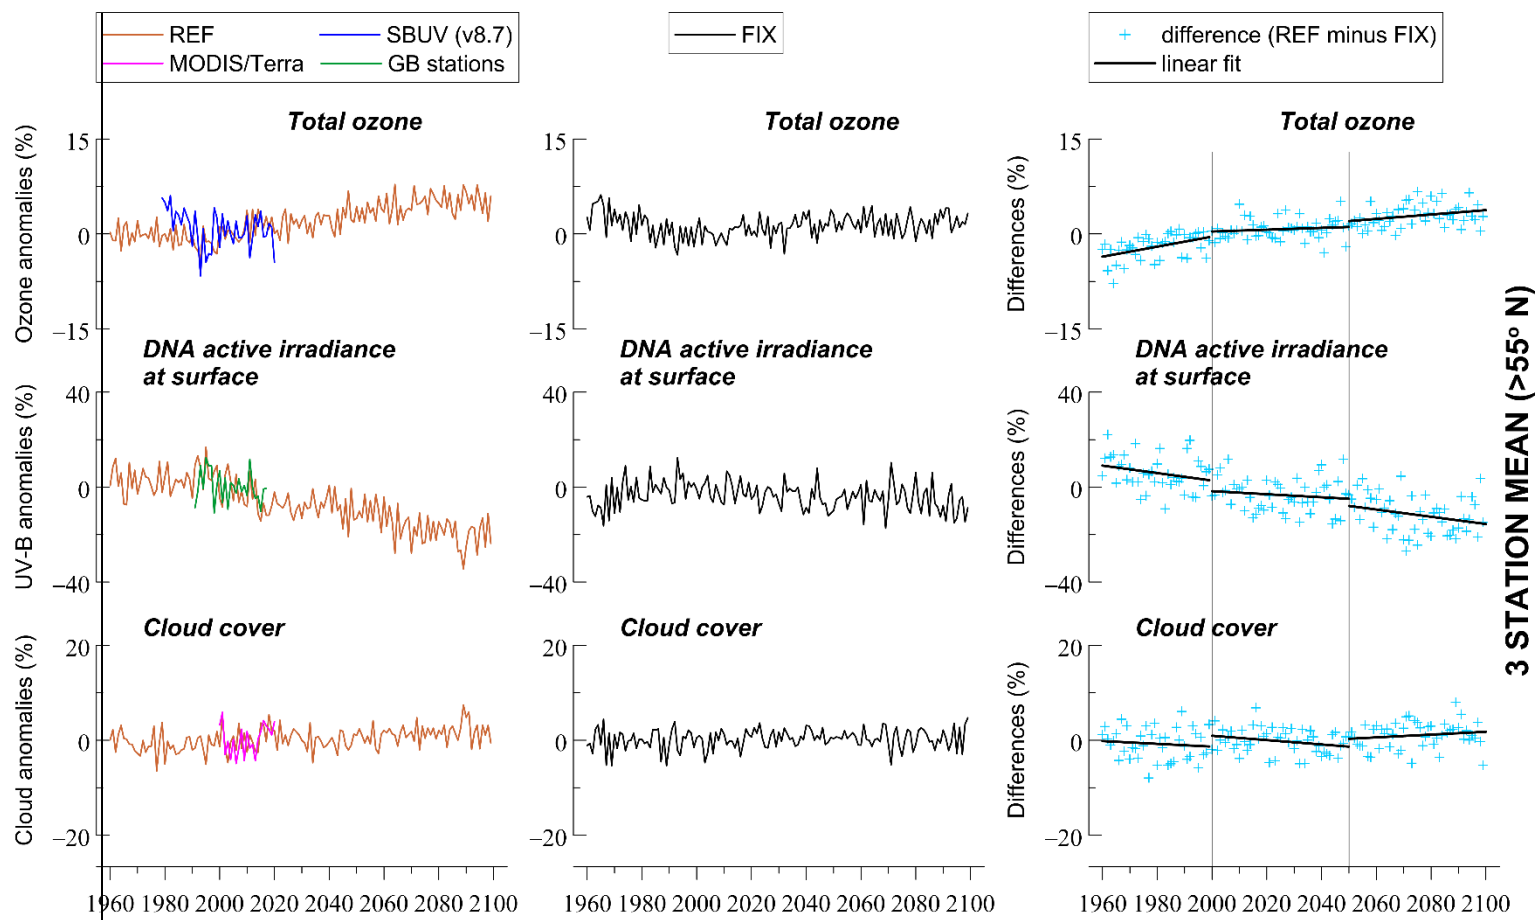 REF
SBUV (v8.7)
MODIS/Terra
GB stations
FIX
difference (REF minus FIX)
linear fit
Total ozone
Total ozone
Total ozone
Ozone anomalies (%)
15
0
−15
15
0
−15
Differences (%)
15
0
−15
DNA active irradiance
at surface
DNA active irradiance
at surface
DNA active irradiance
at surface
UV-B anomalies (%)
40
0
−40
40
0
−40
Differences (%)
40
0
−40
Cloud cover
Cloud cover
Cloud cover
Cloud anomalies (%)
20
0
−20
20
0
−20
Differences (%)
20
0
−20
1960 1980 2000 2020 2040 2060 2080 2100
1960 1980 2000 2020 2040 2060 2080 2100
1960 1980 2000 2020 2040 2060 2080 2100
3 STATION MEAN (>55º N)